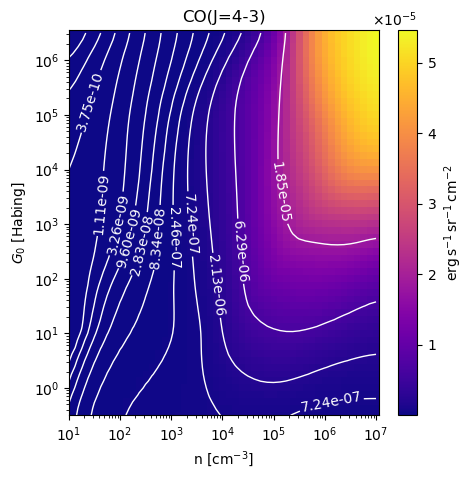 CO(J=4-3)
×10⁻⁵
G₀ [Habing]
10⁶
10⁵
10⁴
10³
10²
10¹
10⁰
3.75e-10
1.11e-09
3.26e-09
9.60e-09
2.83e-08
8.34e-08
2.46e-07
7.24e-07
2.13e-06
6.29e-06
1.85e-05
7.24e-07
10¹
10²
10³
10⁴
10⁵
10⁶
10⁷
n [cm⁻³]
5
4
3
2
1
erg s⁻¹ sr⁻¹ cm⁻²